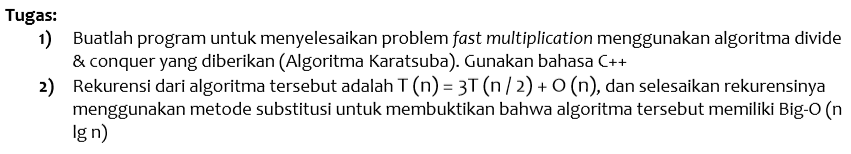 Tugas:
1) Buatlah program untuk menyelesaikan problem fast multiplication menggunakan algoritma divide
& conquer yang diberikan (Algoritma Karatsuba). Gunakan bahasa C++
2) Rekurensi dari algoritma tersebut adalah T (n) = 3T (n / 2) + O (n), dan selesaikan rekurensinya
menggunakan metode substitusi untuk membuktikan bahwa algoritma tersebut memiliki Big-O (n
lg n)